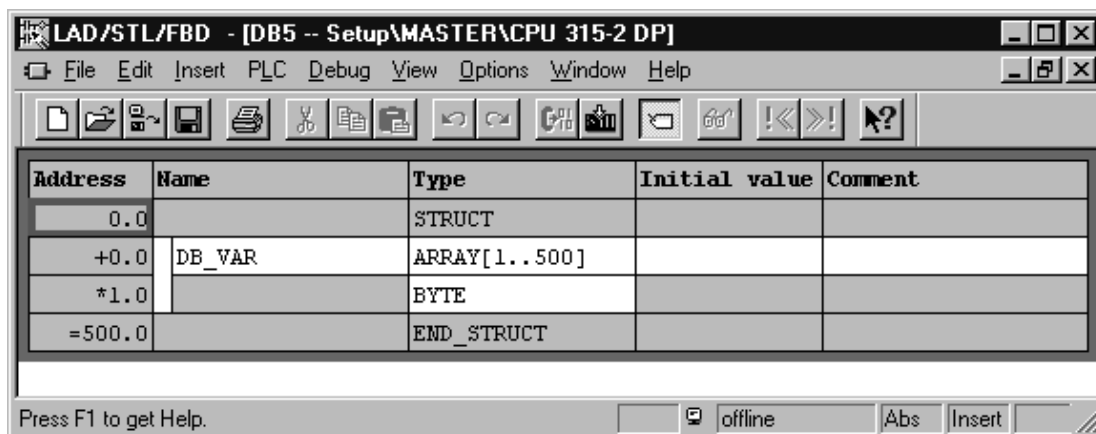 LAD/STL/FBD - [DB5 -- Setup\MASTER\CPU 315-2 DP]
File Edit Insert PLC Debug View Options Window Help
Address Name Type Initial value Comment
0.0 STRUCT
+0.0 DB_VAR ARRAY[1..500]
*1.0 BYTE
=500.0 END_STRUCT
Press F1 to get Help. offline Abs Insert